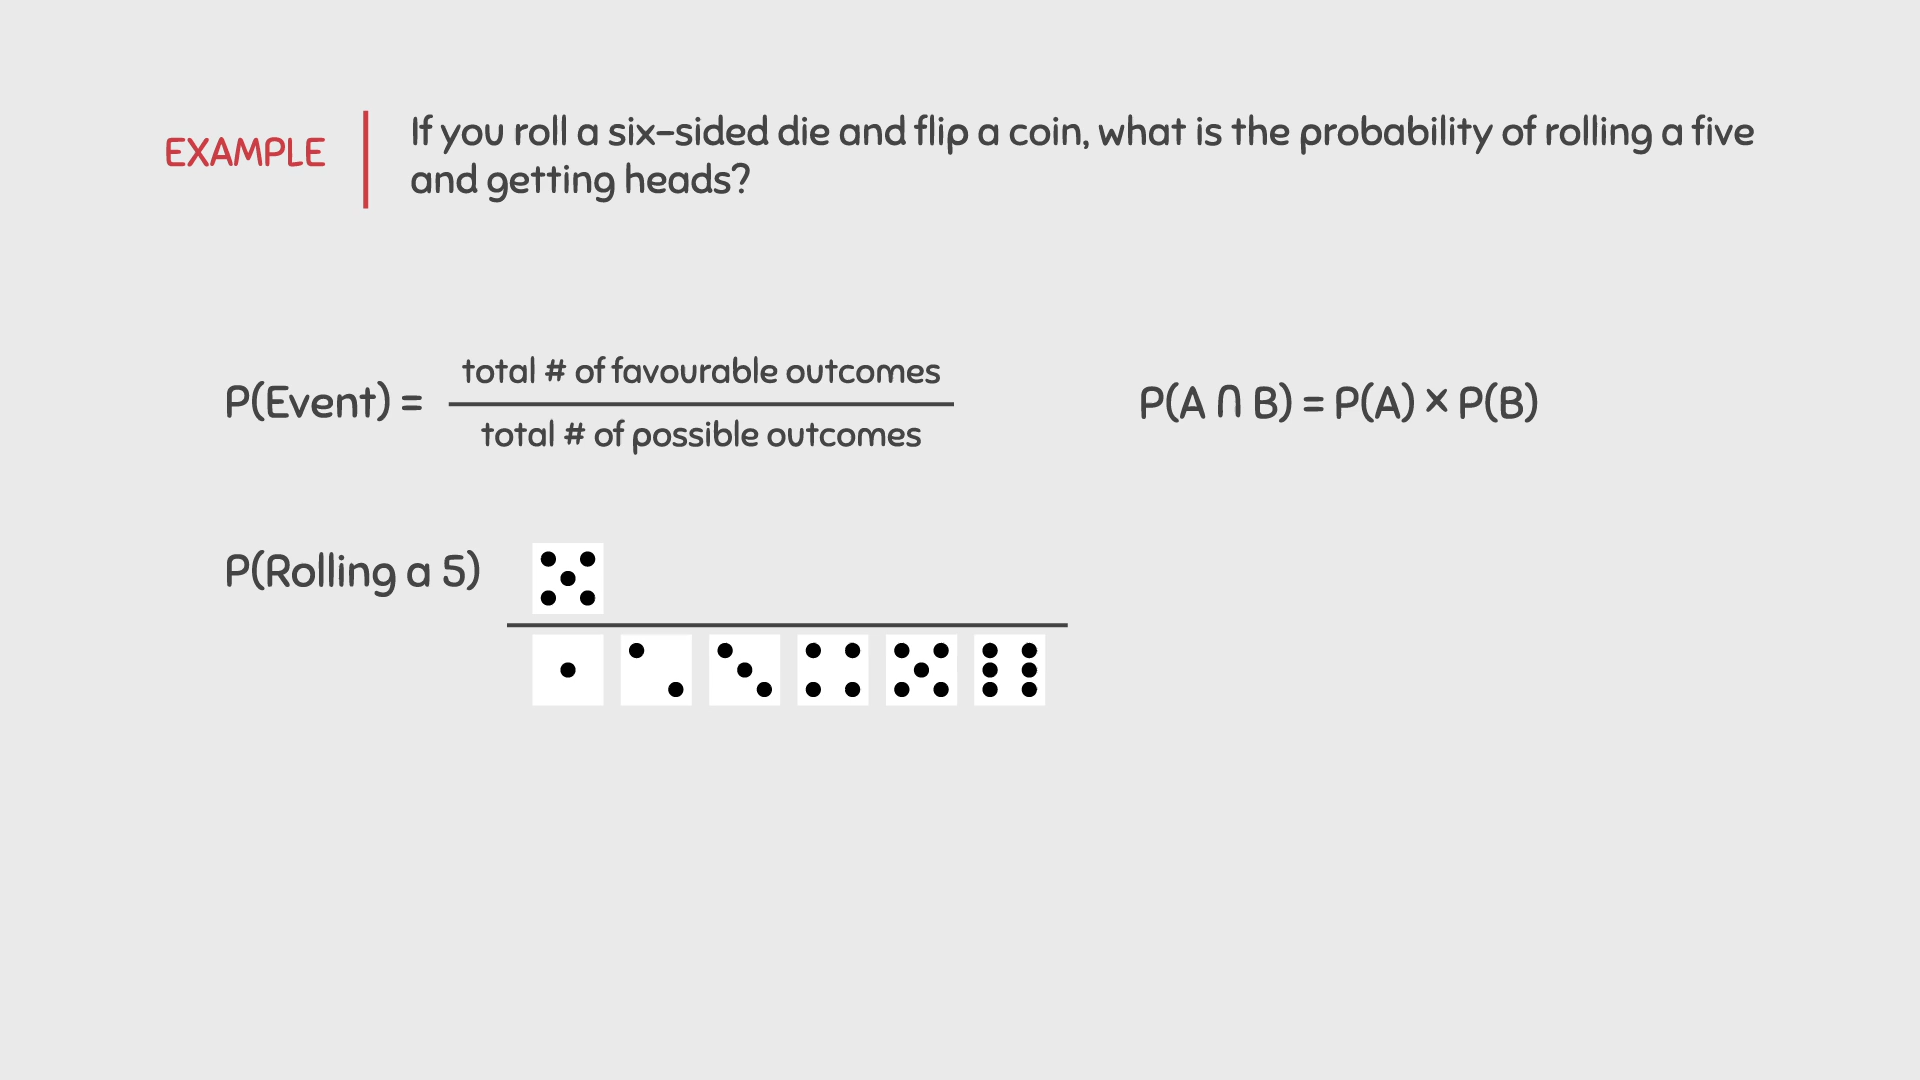 EXAMPLE
If you roll a six-sided die and flip a coin, what is the probability of rolling a five
and getting heads?
P(Event) = total # of favourable outcomes
total # of possible outcomes
P(A ∩ B) = P(A) × P(B)
P(Rolling a 5)